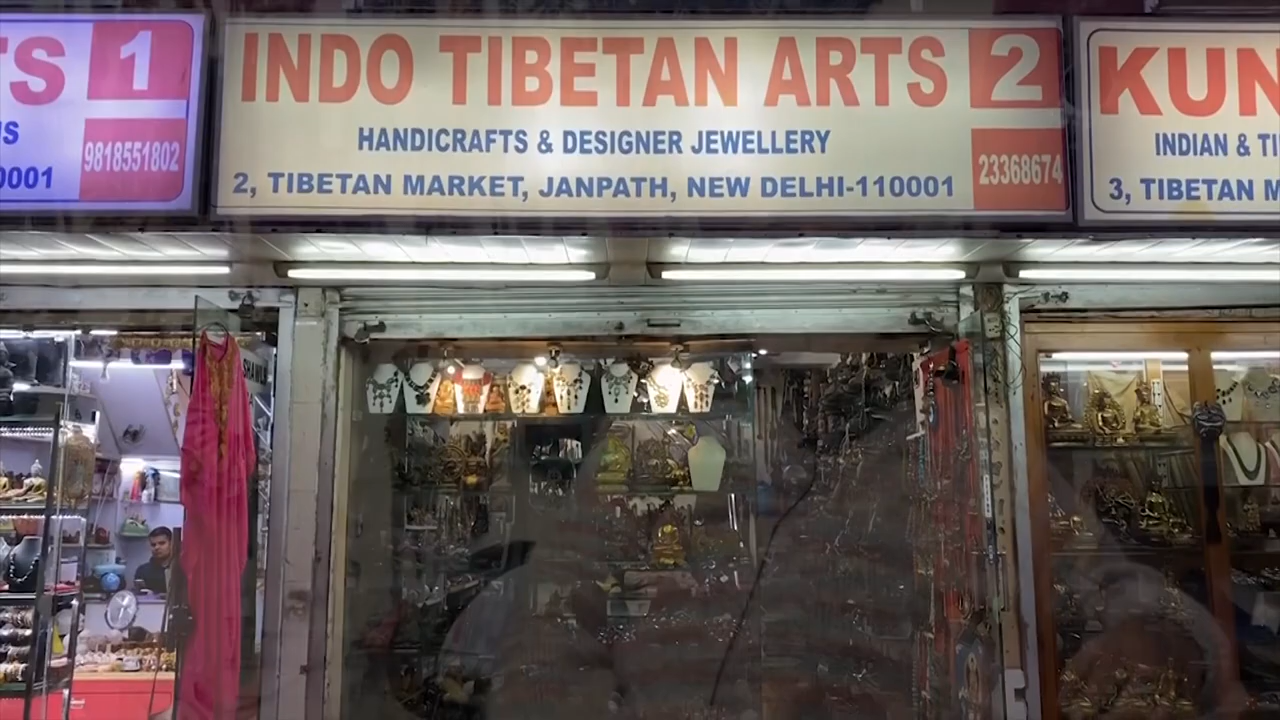 TS 1
US
9818551802
0001
INDO TIBETAN ARTS 2
HANDICRAFTS & DESIGNER JEWELLERY
23368674
2, TIBETAN MARKET, JANPATH, NEW DELHI-110001
KUN
INDIAN & TI
3, TIBETAN M